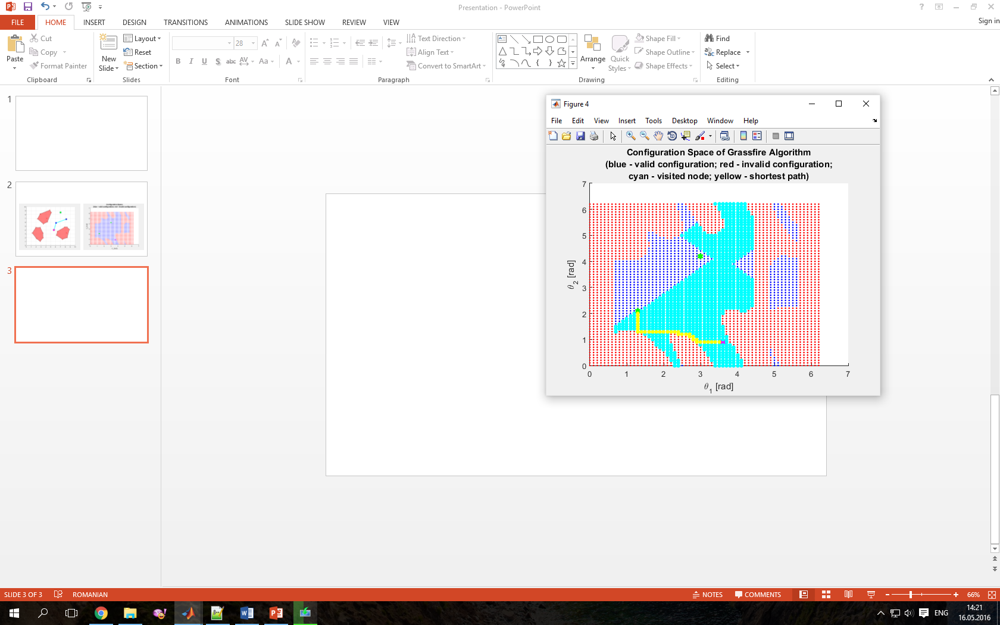 Presentation - PowerPoint
?
FILE
HOME
INSERT
DESIGN
TRANSITIONS
ANIMATIONS
SLIDE SHOW
REVIEW
VIEW
Sign in
Paste
Cut
Copy
Format Painter
Clipboard
New
Slide
Layout
Reset
Section
Slides
28
B I U S abc AV Aa A
Font
Text Direction
Align Text
Convert to SmartArt
Paragraph
Arrange
Quick
Styles
Shape Fill
Shape Outline
Shape Effects
Drawing
Find
Replace
Select
Editing
1
2
3
Figure 4
File Edit View Insert Tools Desktop Window Help
Configuration Space of Grassfire Algorithm
(blue - valid configuration; red - invalid configuration;
cyan - visited node; yellow - shortest path)
7
6
5
4
3
2
1
0
θ2 [rad]
0 1 2 3 4 5 6 7
θ1 [rad]
SLIDE 3 OF 3
ROMANIAN
NOTES
COMMENTS
66%
ENG
14:21
16.05.2016